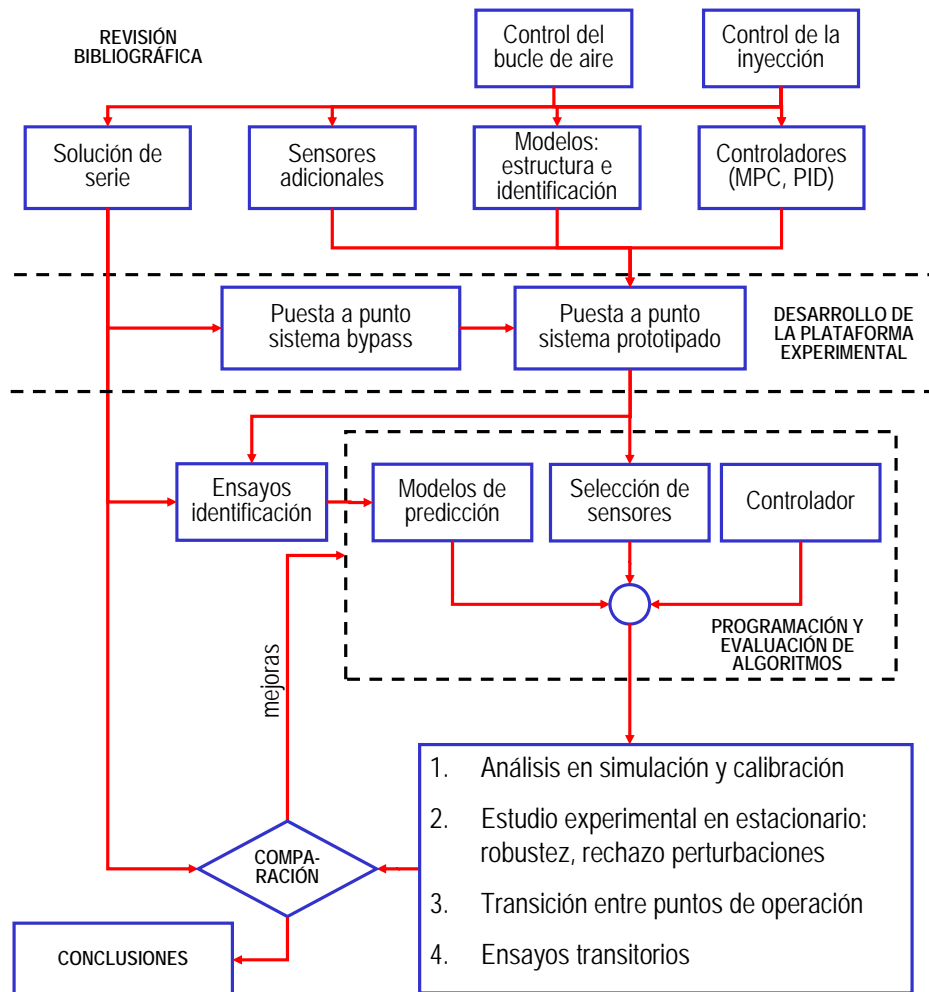 REVISIÓN
BIBLIOGRÁFICA
Control del
bucle de aire
Control de la
inyección
Solución de
serie
Sensores
adicionales
Modelos:
estructura e
identificación
Controladores
(MPC, PID)
Puesta a punto
sistema bypass
Puesta a punto
sistema prototipado
DESARROLLO DE
LA PLATAFORMA
EXPERIMENTAL
Ensayos
identificación
Modelos de
predicción
Selección de
sensores
Controlador
PROGRAMACIÓN Y
EVALUACIÓN DE
ALGORITMOS
mejoras
1. Análisis en simulación y calibración
2. Estudio experimental en estacionario:
robustez, rechazo perturbaciones
3. Transición entre puntos de operación
4. Ensayos transitorios
COMPA-
RACIÓN
CONCLUSIONES